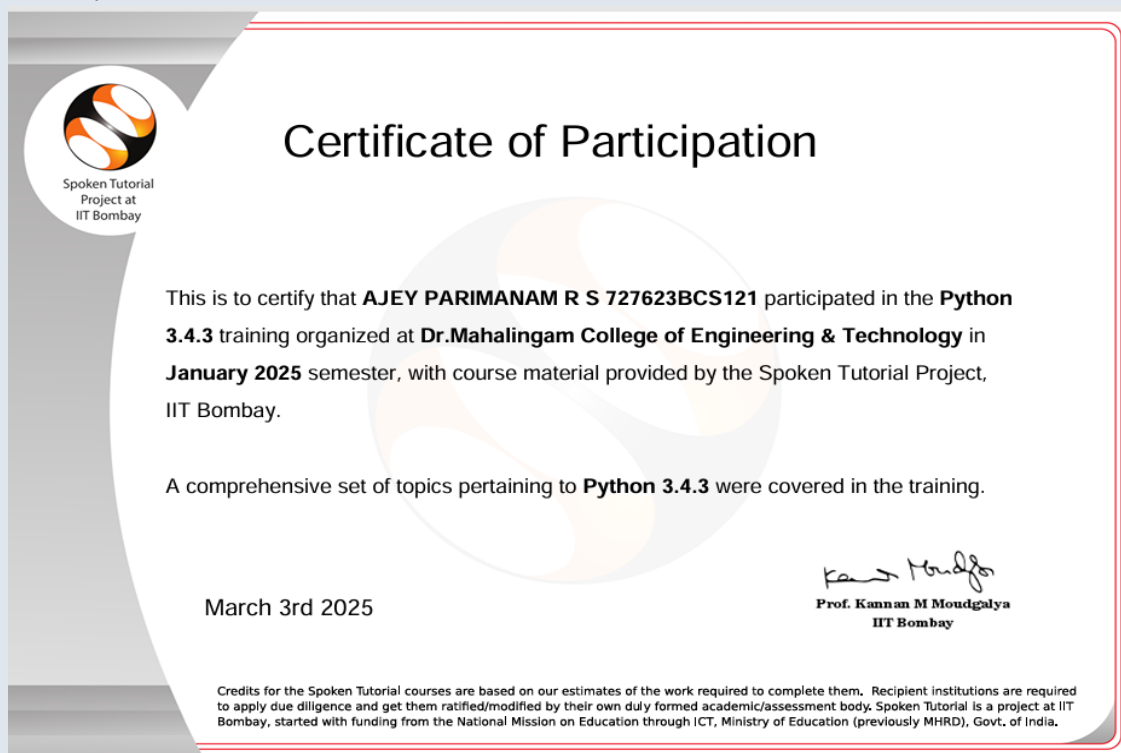 Spoken Tutorial
Project at
IIT Bombay
Certificate of Participation
This is to certify that AJEY PARIMANAM R S 727623BCS121 participated in the Python
3.4.3 training organized at Dr.Mahalingam College of Engineering & Technology in
January 2025 semester, with course material provided by the Spoken Tutorial Project,
IIT Bombay.
A comprehensive set of topics pertaining to Python 3.4.3 were covered in the training.
March 3rd 2025
Prof. Kannan M Moudgalya
IIT Bombay
Credits for the Spoken Tutorial courses are based on our estimates of the work required to complete them. Recipient institutions are required
to apply due diligence and get them ratified/modified by their own duly formed academic/assessment body. Spoken Tutorial is a project at IIT
Bombay, started with funding from the National Mission on Education through ICT, Ministry of Education (previously MHRD), Govt. of India.